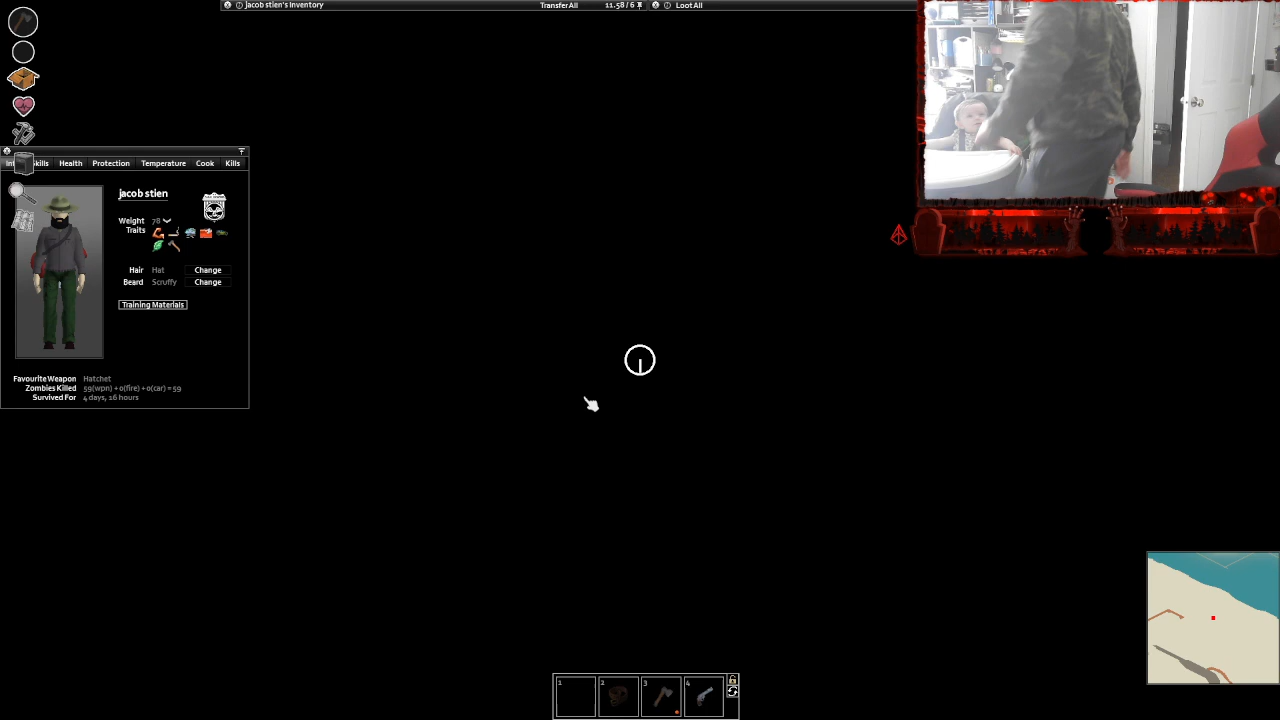 jacob stien's Inventory Transfer All 11.58 / 6 Loot All
Health Protection Temperature Cook Kills
jacob stien
Weight 78
Traits
Hair Hat Change
Beard Scruffy Change
Training Materials
Favourite Weapon Hatchet
Zombies Killed 59(wpn) + 0(fire) + 0(car) = 59
Survived For 4 days, 16 hours
1 2 3 4